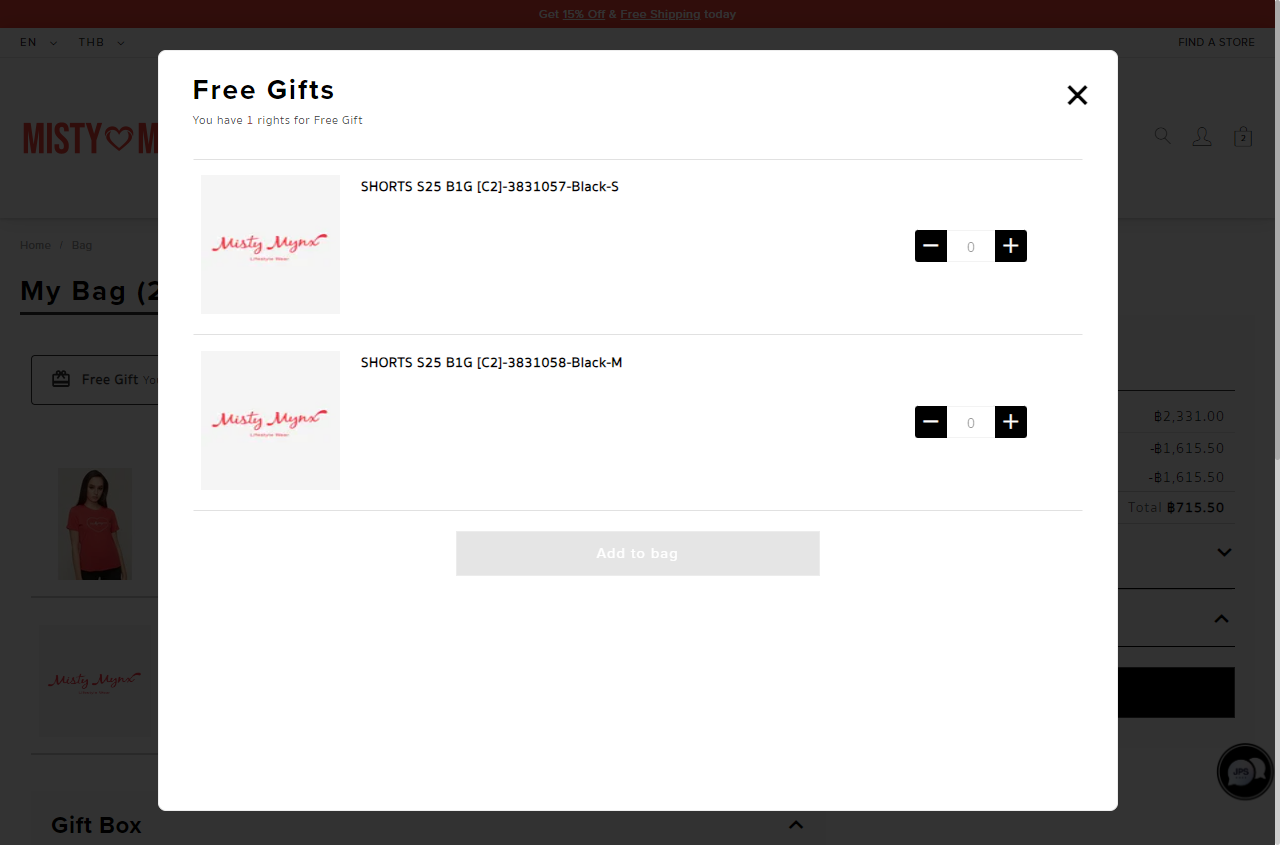 Get 15% Off & Free Shipping today
EN THB FIND A STORE
Free Gifts
You have 1 rights for Free Gift
MISTY M
2
SHORTS S25 B1G [C2]-3831057-Black-S
Misty Mynx
Lifestyle Wear
0
Home / Bag
My Bag (2
SHORTS S25 B1G [C2]-3831058-Black-M
Free Gift
Misty Mynx
Lifestyle Wear
0
฿2,331.00
-฿1,615.50
-฿1,615.50
Total ฿715.50
Add to bag
Misty Mynx
JPS
Gift Box